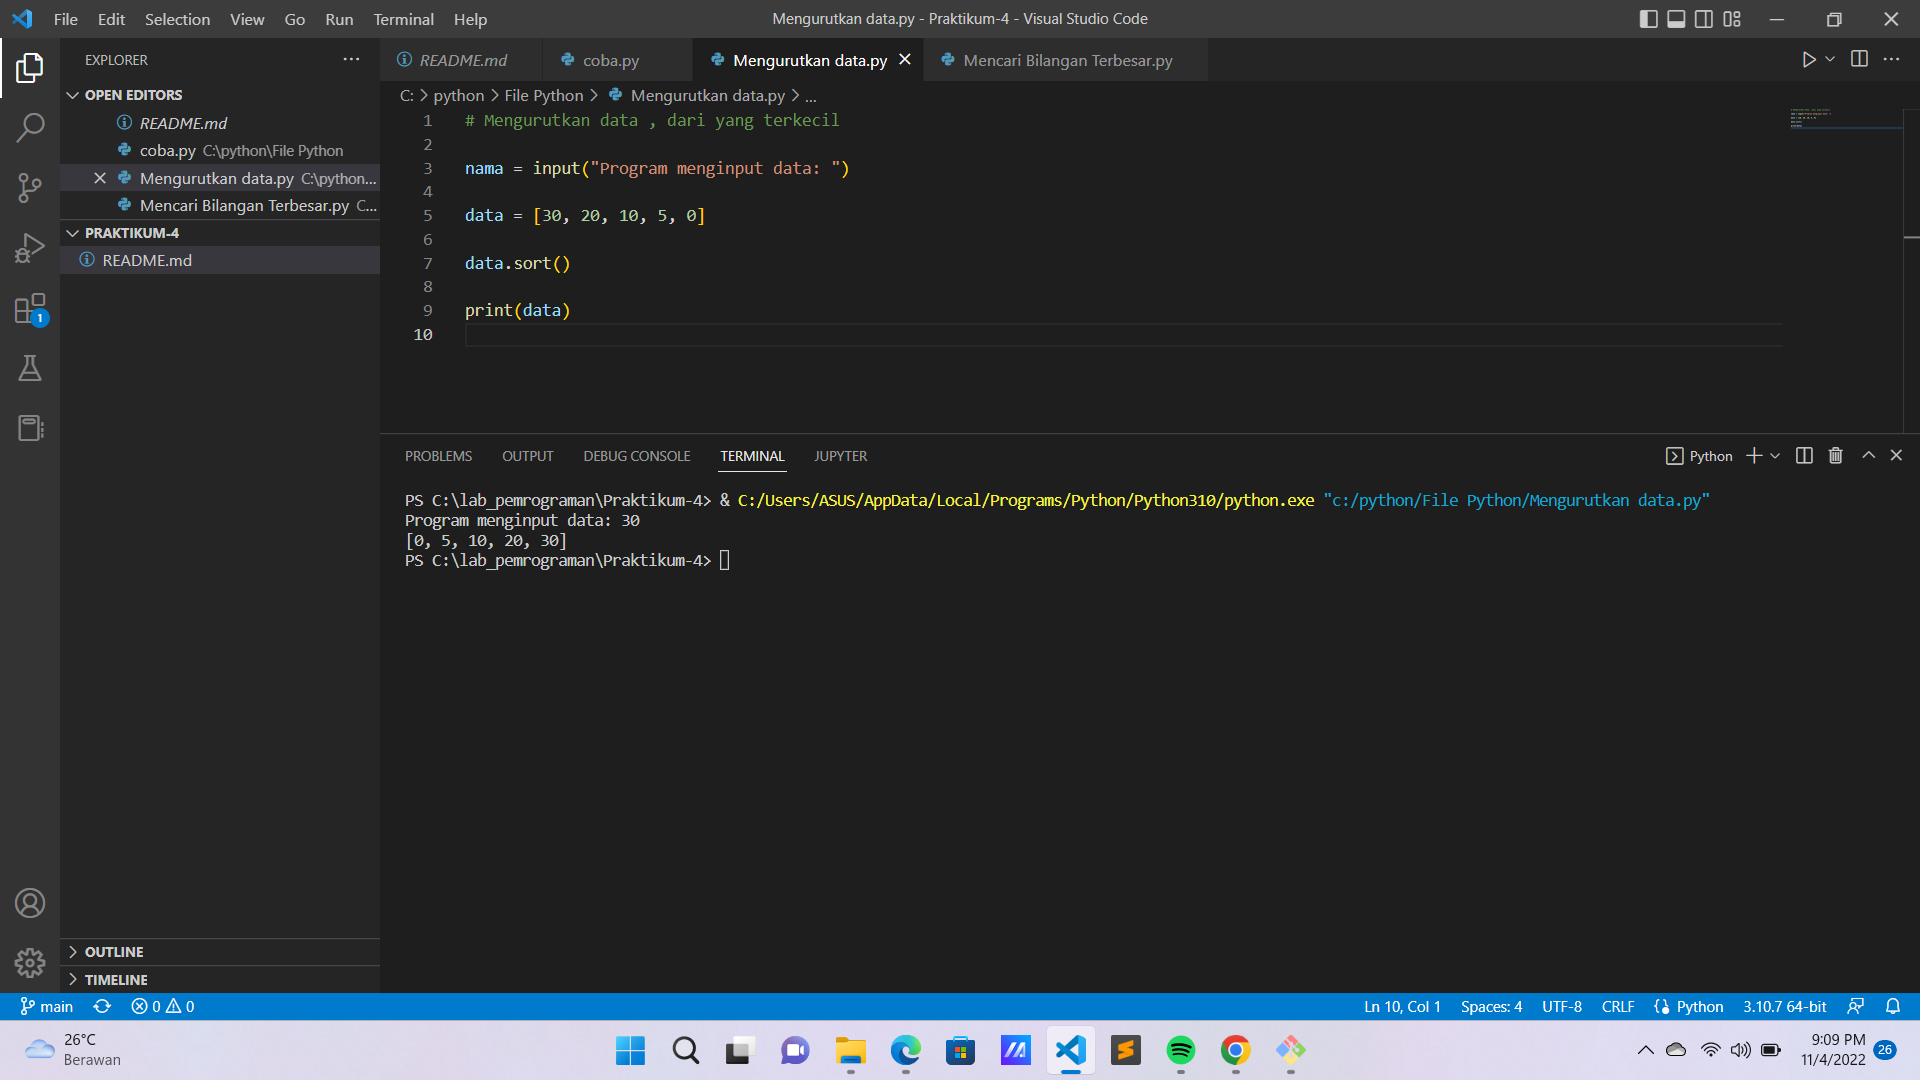 File Edit Selection View Go Run Terminal Help
Mengurutkan data.py - Praktikum-4 - Visual Studio Code
EXPLORER
OPEN EDITORS
README.md
coba.py C:\python\File Python
Mengurutkan data.py C:\python...
Mencari Bilangan Terbesar.py C...
PRAKTIKUM-4
README.md
OUTLINE
TIMELINE
1
README.md
coba.py
Mengurutkan data.py
Mencari Bilangan Terbesar.py
C: > python > File Python > Mengurutkan data.py > ...
1 # Mengurutkan data , dari yang terkecil
2
3 nama = input("Program menginput data: ")
4
5 data = [30, 20, 10, 5, 0]
6
7 data.sort()
8
9 print(data)
10
PROBLEMS OUTPUT DEBUG CONSOLE TERMINAL JUPYTER
Python
PS C:\lab_pemrograman\Praktikum-4> & C:/Users/ASUS/AppData/Local/Programs/Python/Python310/python.exe "c:/python/File Python/Mengurutkan data.py"
Program menginput data: 30
[0, 5, 10, 20, 30]
PS C:\lab_pemrograman\Praktikum-4>
main 0 0
Ln 10, Col 1 Spaces: 4 UTF-8 CRLF Python 3.10.7 64-bit
26°C
Berawan
9:09 PM
11/4/2022
26